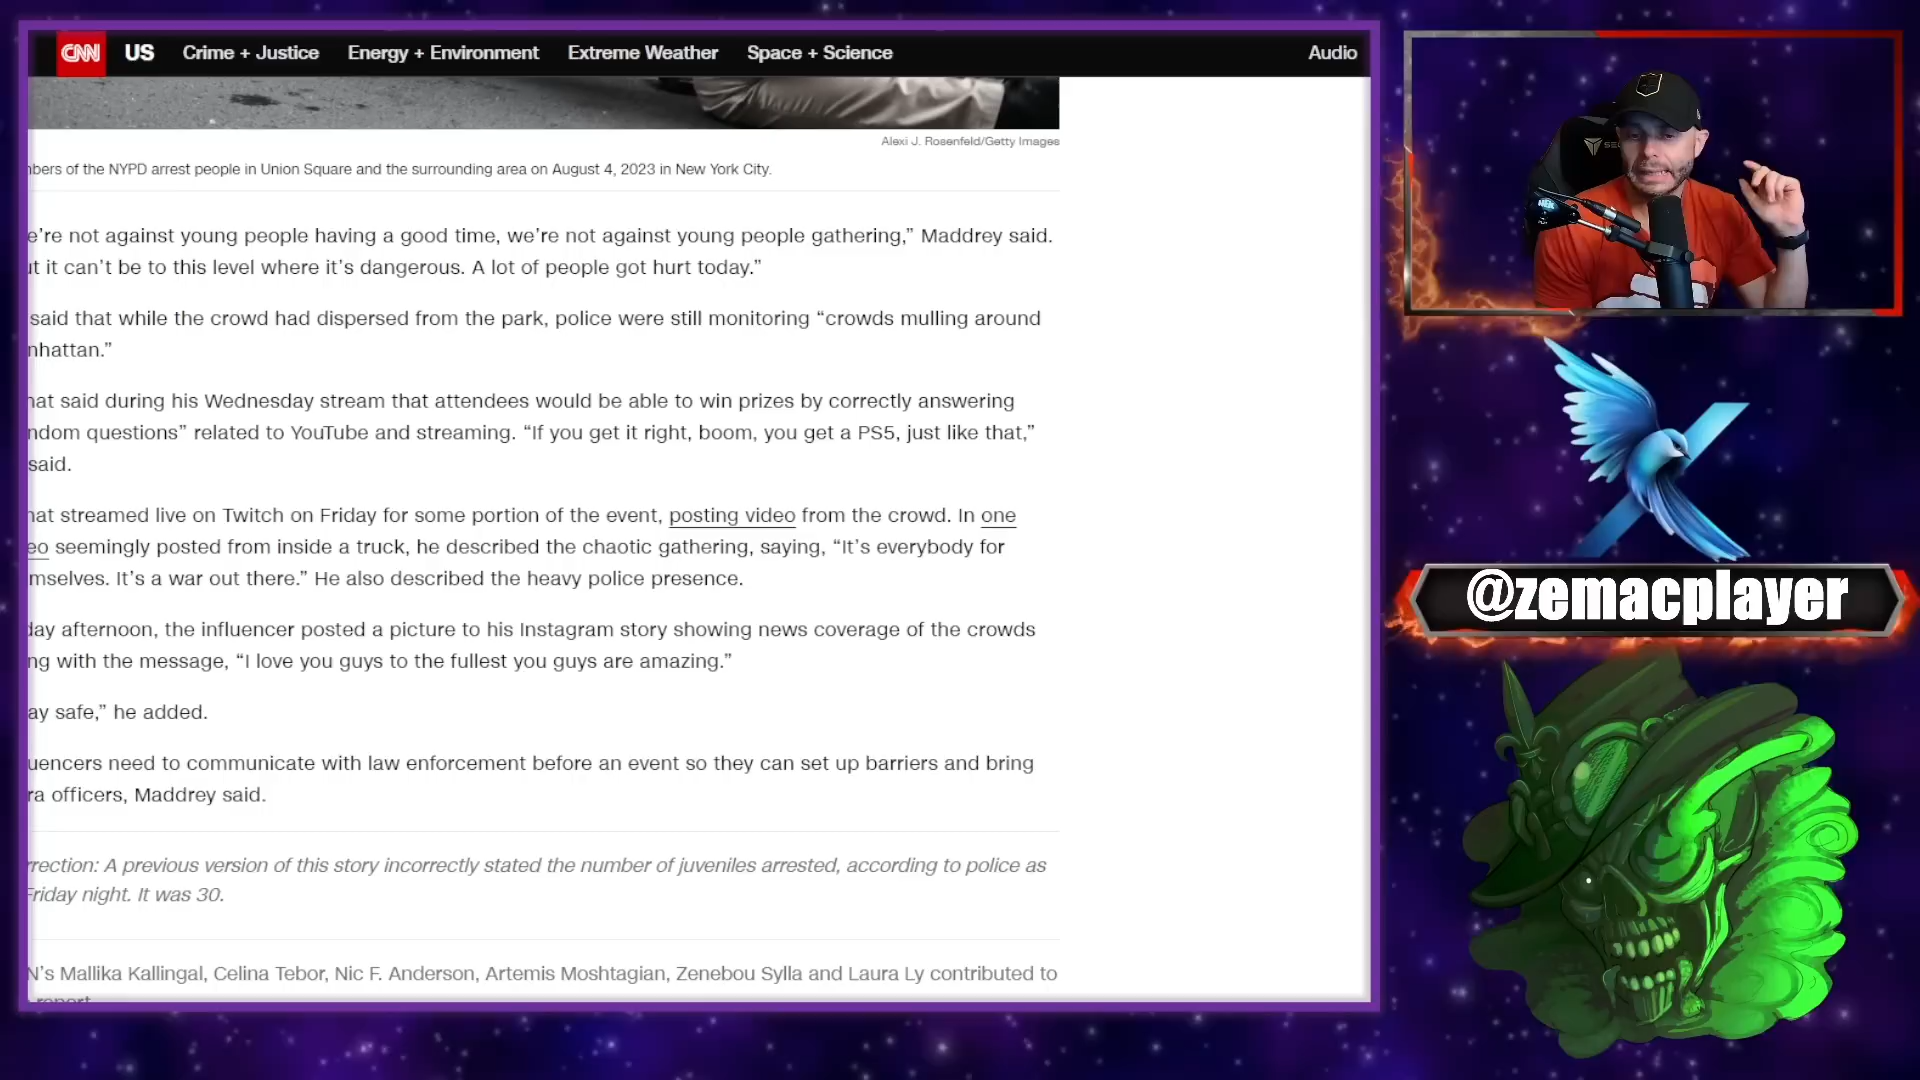 CNN US Crime + Justice Energy + Environment Extreme Weather Space + Science Audio
Alexi J. Rosenfeld/Getty Images
bers of the NYPD arrest people in Union Square and the surrounding area on August 4, 2023 in New York City.
e’re not against young people having a good time, we’re not against young people gathering,” Maddrey said.
t it can’t be to this level where it’s dangerous. A lot of people got hurt today.”
said that while the crowd had dispersed from the park, police were still monitoring “crowds mulling around
nhattan.”
at said during his Wednesday stream that attendees would be able to win prizes by correctly answering
ndom questions” related to YouTube and streaming. “If you get it right, boom, you get a PS5, just like that,”
said.
at streamed live on Twitch on Friday for some portion of the event, posting video from the crowd. In one
eo seemingly posted from inside a truck, he described the chaotic gathering, saying, “It’s everybody for
mselves. It’s a war out there.” He also described the heavy police presence.
day afternoon, the influencer posted a picture to his Instagram story showing news coverage of the crowds
ng with the message, “I love you guys to the fullest you guys are amazing.”
ay safe,” he added.
uencers need to communicate with law enforcement before an event so they can set up barriers and bring
ra officers, Maddrey said.
rrection: A previous version of this story incorrectly stated the number of juveniles arrested, according to police as
Friday night. It was 30.
N’s Mallika Kallingal, Celina Tebor, Nic F. Anderson, Artemis Moshtagian, Zenebou Sylla and Laura Ly contributed to
report
@zemacplayer